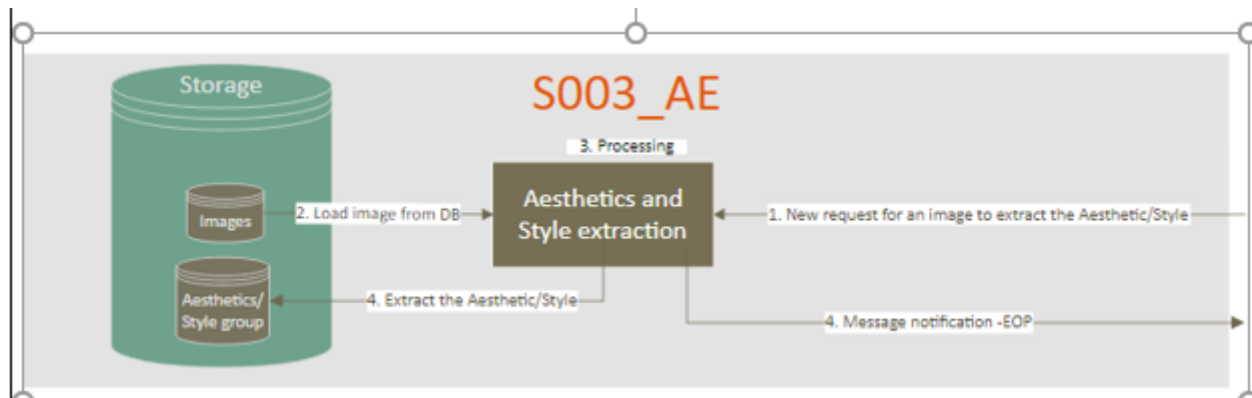 Storage
S003_AE
3. Processing
Images
2. Load image from DB
Aesthetics and
Style extraction
1. New request for an image to extract the Aesthetic/Style
Aesthetics/
Style group
4. Extract the Aesthetic/Style
4. Message notification -EOP